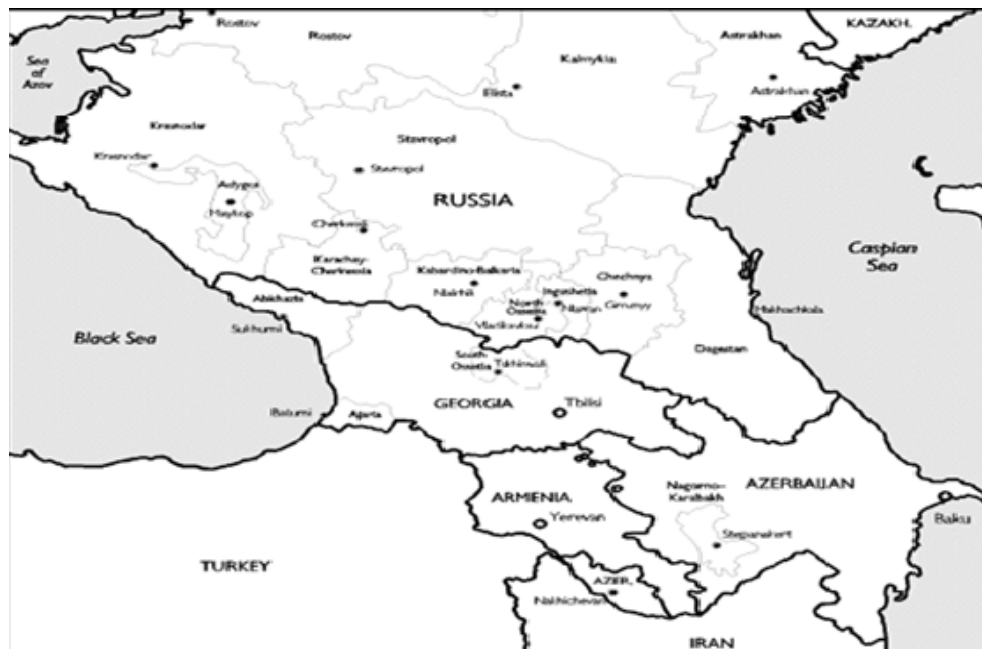 Rostov
Rostov
Astrakhan
KAZAKH.
Sea
of
Azov
Kalmykia
Elista
Astrakhan
Krasnodar
Stavropol
Krasnodar
Stavropol
Adygea
Maykop
RUSSIA
Cherkessk
Karachay-
Cherkessia
Kabardino-Balkaria
Nalchik
Chechnya
Ingushetia
North
Ossetia
Nazran
Vladikavkaz
Caspian
Sea
Abkhazia
Sukhumi
Makhachkala
Black Sea
Dagestan
South
Ossetia
Tskhinvali
GEORGIA
Tbilisi
Batumi
Ajaria
ARMENIA
Yerevan
Nagorno-
Karabakh
AZERBAIJAN
Stepanakert
Baku
TURKEY
AZER.
Nakhichevan
IRAN